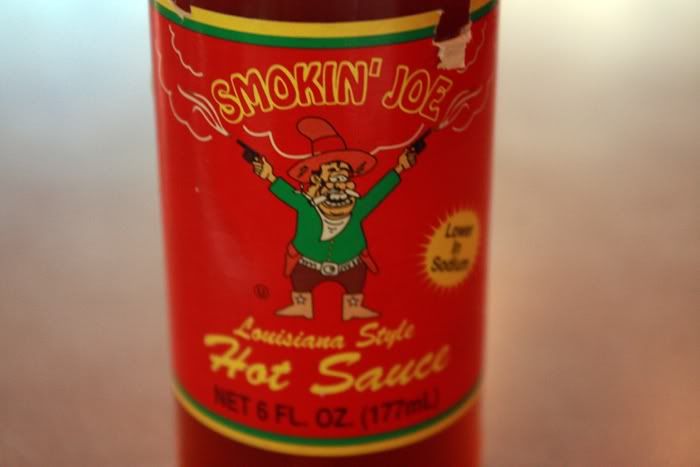 SMOKIN' JOE
Lower
In
Sodium
U
Louisiana Style
Hot Sauce
NET 6 FL. OZ. (177mL)